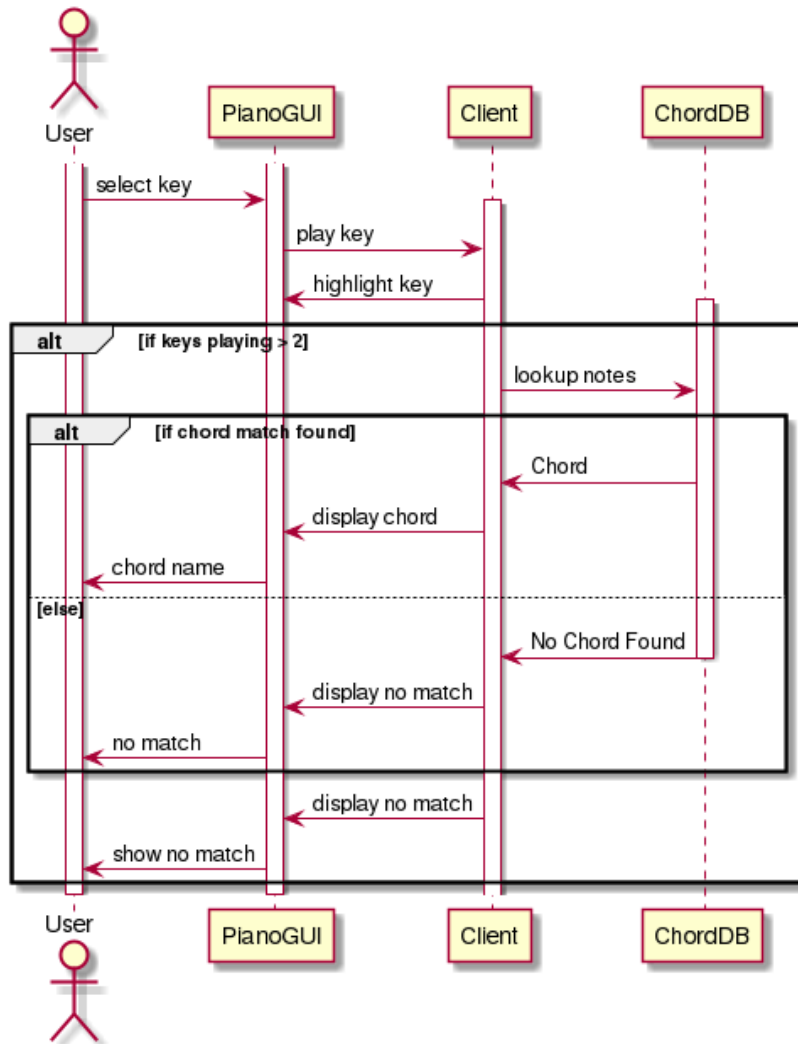 User
PianoGUI
Client
ChordDB
select key
play key
highlight key
alt
[if keys playing > 2]
lookup notes
alt
[if chord match found]
Chord
display chord
chord name
[else]
No Chord Found
display no match
no match
display no match
show no match
User
PianoGUI
Client
ChordDB